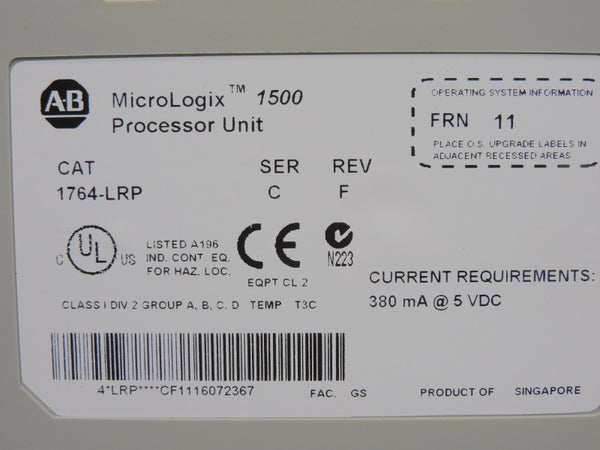 A-B
MicroLogix™ 1500
Processor Unit
OPERATING SYSTEM INFORMATION
FRN 11
PLACE O.S. UPGRADE LABELS IN
ADJACENT RECESSED AREAS
CAT SER REV
1764-LRP C F
C UL US
LISTED A196
IND. CONT. EQ.
FOR HAZ. LOC.
CE
EQPT CL 2
N223
CURRENT REQUIREMENTS:
380 mA @ 5 VDC
CLASS I DIV 2 GROUP A, B, C, D TEMP T3C
4*LRP****CF1116072367
FAC. GS
PRODUCT OF SINGAPORE